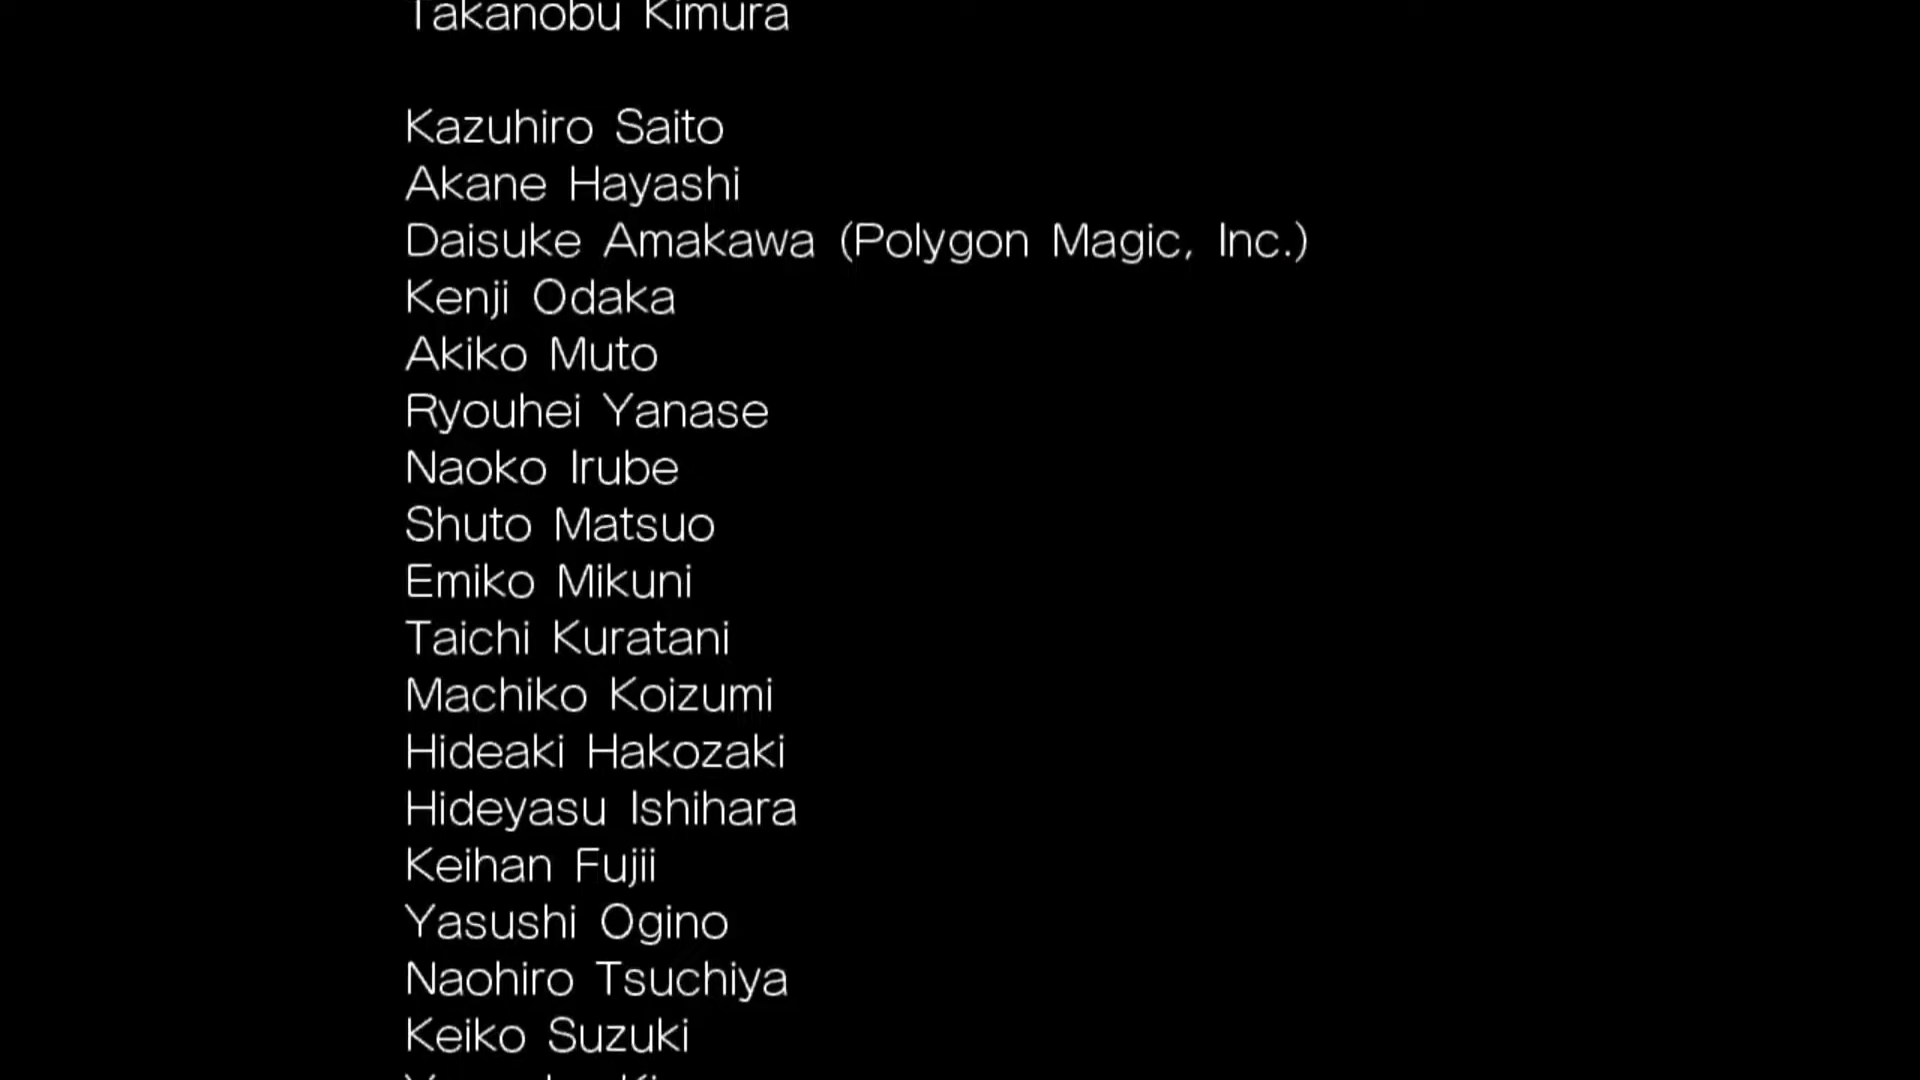 Takanobu Kimura
Kazuhiro Saito
Akane Hayashi
Daisuke Amakawa (Polygon Magic, Inc.)
Kenji Odaka
Akiko Muto
Ryouhei Yanase
Naoko Irube
Shuto Matsuo
Emiko Mikuni
Taichi Kuratani
Machiko Koizumi
Hideaki Hakozaki
Hideyasu Ishihara
Keihan Fujii
Yasushi Ogino
Naohiro Tsuchiya
Keiko Suzuki